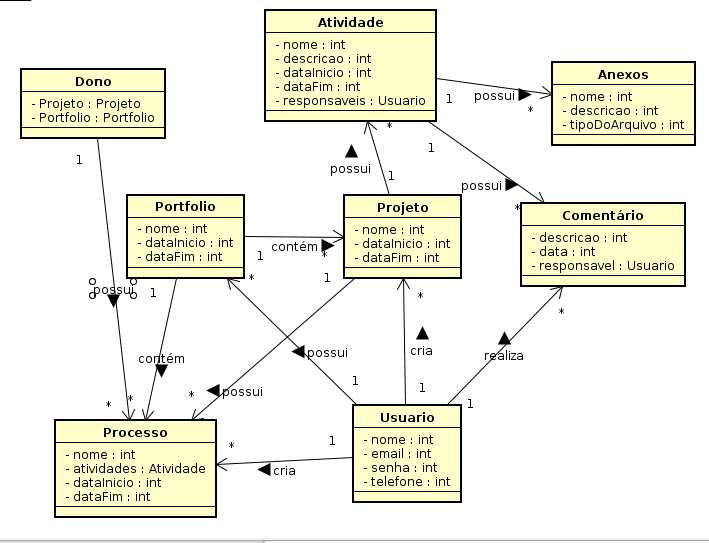 Atividade
- nome : int
- descricao : int
- dataInicio : int
- dataFim : int
- responsaveis : Usuario
Dono
- Projeto : Projeto
- Portfolio : Portfolio
Anexos
- nome : int
- descricao : int
- tipoDoArquivo : int
1
possui
*
*
1
1
possui
1
possui
*
Portfolio
- nome : int
- dataInicio : int
- dataFim : int
Projeto
- nome : int
- dataInicio : int
- dataFim : int
Comentário
- descricao : int
- data : int
- responsavel : Usuario
contém
1
*
*
1
possui
1
*
*
cria
possui
realiza
contém
1
1
1
possui
*
*
*
Processo
- nome : int
- atividades : Atividade
- dataInicio : int
- dataFim : int
Usuario
- nome : int
- email : int
- senha : int
- telefone : int
1
*
cria